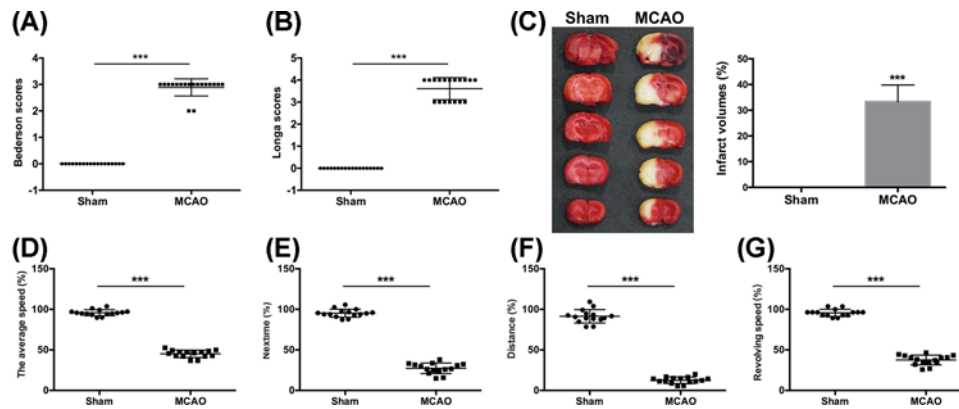 (A)
***
Bederson scores
4
3
2
1
0
-1
Sham
MCAO
(B)
***
Longa scores
5
4
3
2
1
0
-1
Sham
MCAO
(C)
Sham MCAO
Infarct volumes (%)
50
40
30
20
10
0
***
Sham
MCAO
(D)
***
The average speed (%)
150
100
50
0
Sham
MCAO
(E)
***
Nextime (%)
150
100
50
0
Sham
MCAO
(F)
***
Distance (%)
150
100
50
0
Sham
MCAO
(G)
***
Revolving speed (%)
150
100
50
0
Sham
MCAO